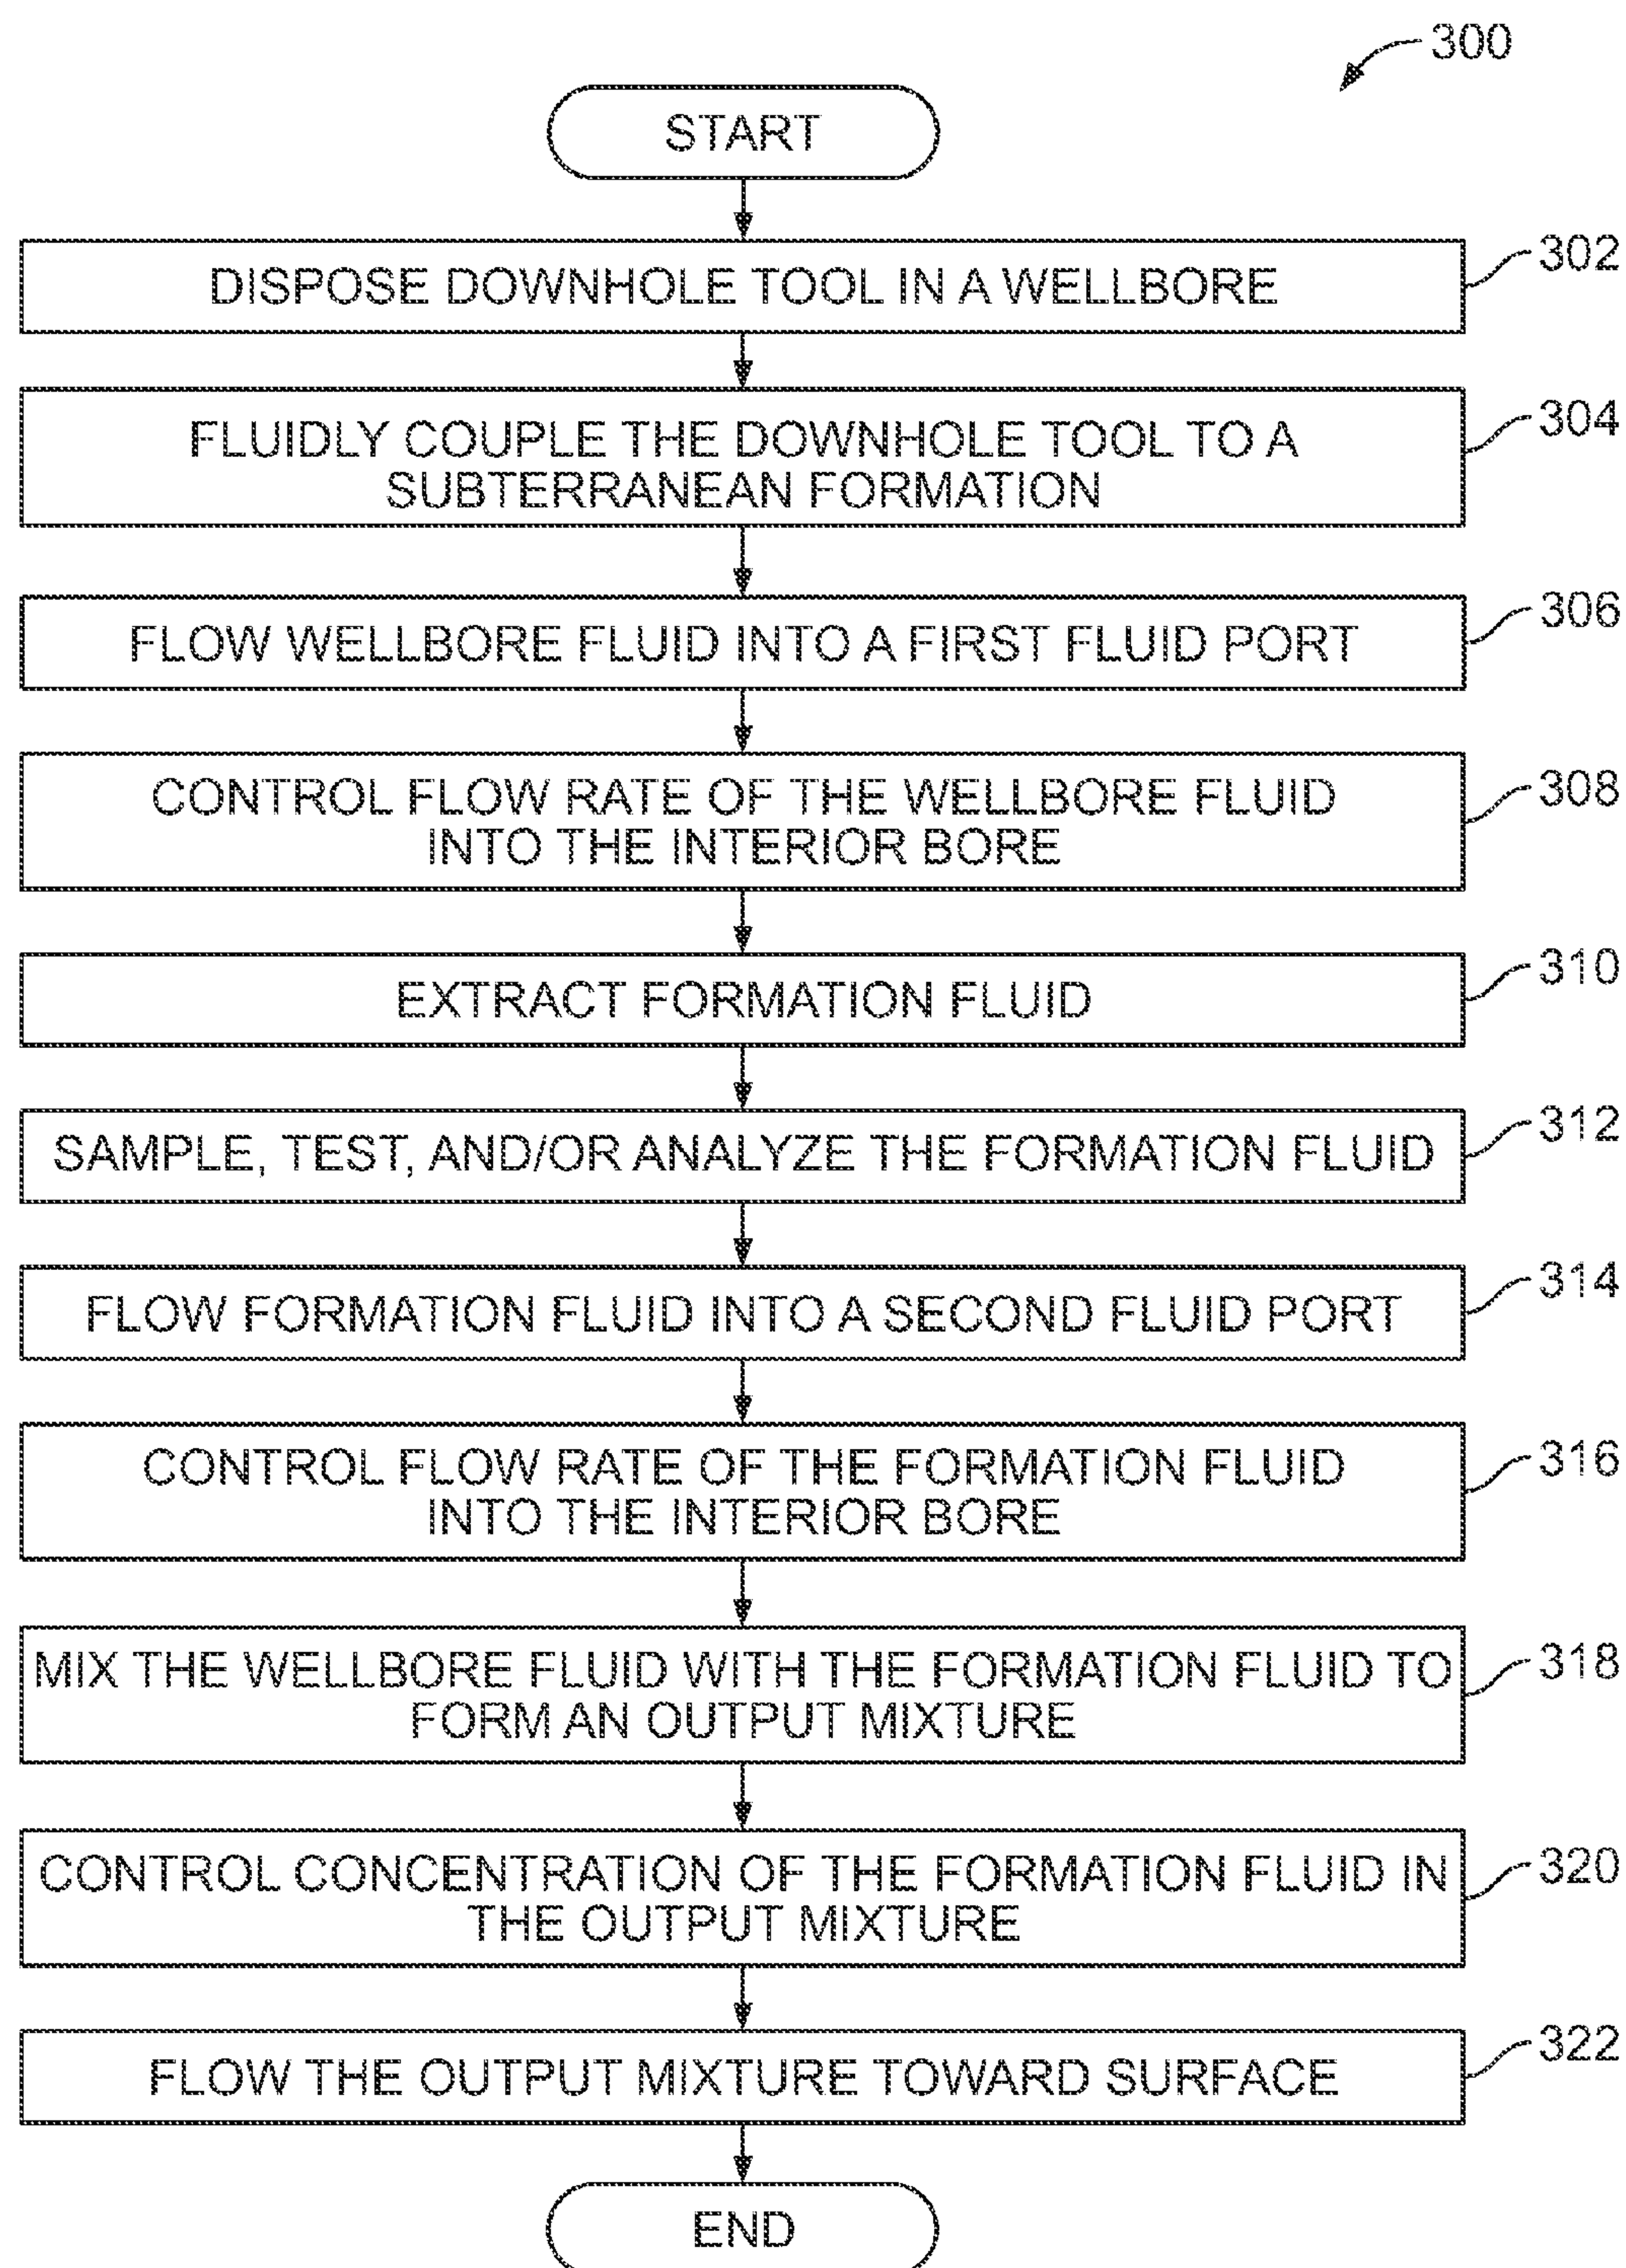 300
START
DISPOSE DOWNHOLE TOOL IN A WELLBORE
302
FLUIDLY COUPLE THE DOWNHOLE TOOL TO A
SUBTERRANEAN FORMATION
304
FLOW WELLBORE FLUID INTO A FIRST FLUID PORT
306
CONTROL FLOW RATE OF THE WELLBORE FLUID
INTO THE INTERIOR BORE
308
EXTRACT FORMATION FLUID
310
SAMPLE, TEST, AND/OR ANALYZE THE FORMATION FLUID
312
FLOW FORMATION FLUID INTO A SECOND FLUID PORT
314
CONTROL FLOW RATE OF THE FORMATION FLUID
INTO THE INTERIOR BORE
316
MIX THE WELLBORE FLUID WITH THE FORMATION FLUID TO
FORM AN OUTPUT MIXTURE
318
CONTROL CONCENTRATION OF THE FORMATION FLUID IN
THE OUTPUT MIXTURE
320
FLOW THE OUTPUT MIXTURE TOWARD SURFACE
322
END